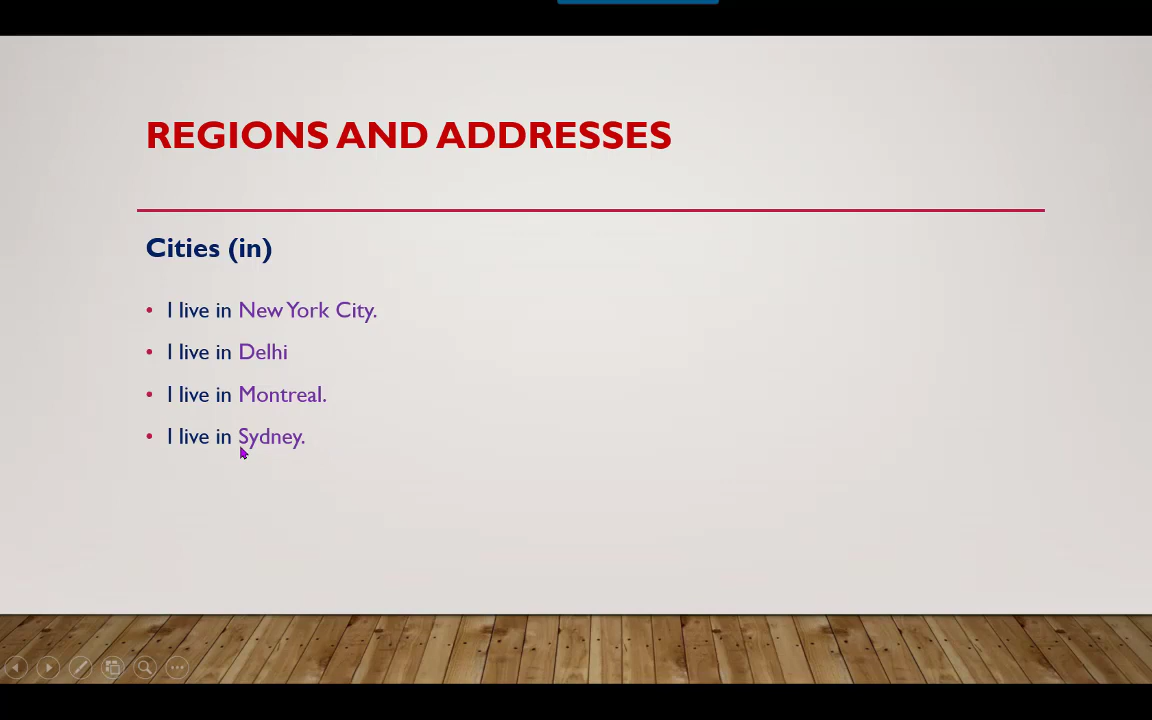 REGIONS AND ADDRESSES
Cities (in)
• I live in New York City.
• I live in Delhi
• I live in Montreal.
• I live in Sydney.